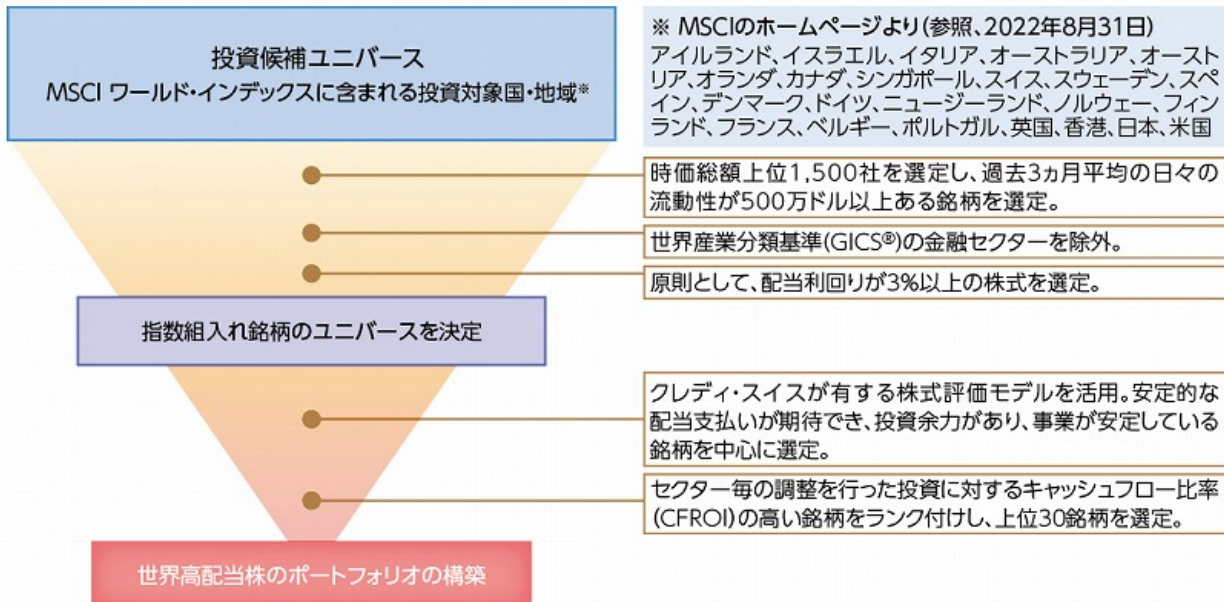 投資候補ユニバース
MSCI ワールド・インデックスに含まれる投資対象国・地域※
※ MSCIのホームページより(参照、2022年8月31日)
アイルランド、イスラエル、イタリア、オーストラリア、オースト
リア、オランダ、カナダ、シンガポール、スイス、スウェーデン、スペ
イン、デンマーク、ドイツ、ニュージーランド、ノルウェー、フィン
ランド、フランス、ベルギー、ポルトガル、英国、香港、日本、米国
時価総額上位1,500社を選定し、過去3ヵ月平均の日々の
流動性が500万ドル以上ある銘柄を選定。
世界産業分類基準(GICS®)の金融セクターを除外。
原則として、配当利回りが3%以上の株式を選定。
指数組入れ銘柄のユニバースを決定
クレディ・スイスが有する株式評価モデルを活用。安定的な
配当支払いが期待でき、投資余力があり、事業が安定している
銘柄を中心に選定。
セクター毎の調整を行った投資に対するキャッシュフロー比率
(CFROI)の高い銘柄をランク付けし、上位30銘柄を選定。
世界高配当株のポートフォリオの構築